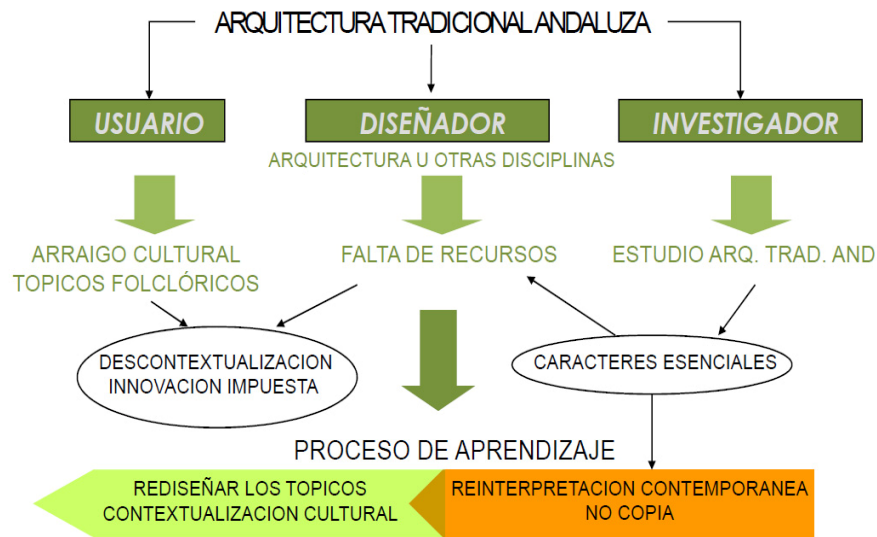 ARQUITECTURA TRADICIONAL ANDALUZA
USUARIO
DISEÑADOR
INVESTIGADOR
ARQUITECTURA U OTRAS DISCIPLINAS
ARRAIGO CULTURAL
TOPICOS FOLCLÓRICOS
FALTA DE RECURSOS
ESTUDIO ARQ. TRAD. AND
DESCONTEXTUALIZACION
INNOVACION IMPUESTA
CARACTERES ESENCIALES
PROCESO DE APRENDIZAJE
REDISEÑAR LOS TOPICOS
CONTEXTUALIZACION CULTURAL
REINTERPRETACION CONTEMPORANEA
NO COPIA